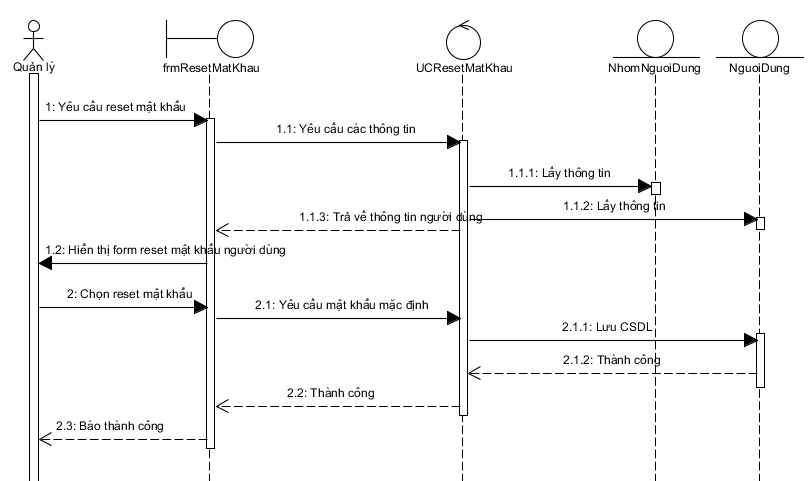 Quản lý
frmResetMatKhau
UCResetMatKhau
NhomNguoiDung
NguoiDung
1: Yêu cầu reset mật khẩu
1.1: Yêu cầu các thông tin
1.1.1: Lấy thông tin
1.1.2: Lấy thông tin
1.1.3: Trả về thông tin người dùng
1.2: Hiển thị form reset mật khẩu người dùng
2: Chọn reset mật khẩu
2.1: Yêu cầu mật khẩu mặc định
2.1.1: Lưu CSDL
2.1.2: Thành công
2.2: Thành công
2.3: Báo thành công